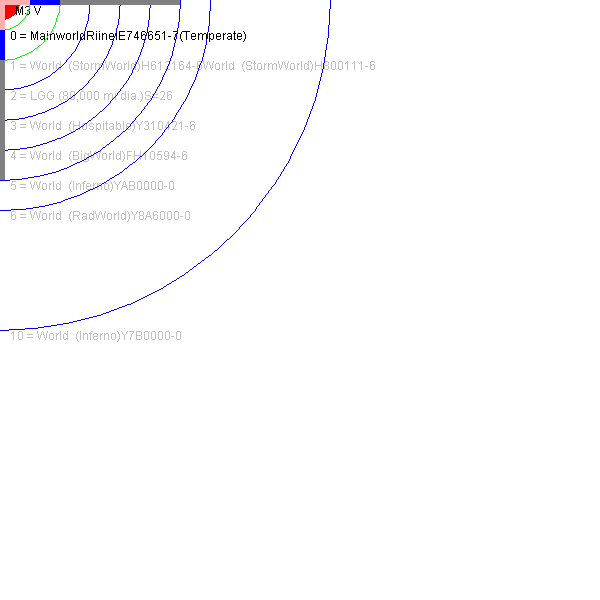 M3 V
0 = MainworldRiineIE746651-7(Temperate)
1 = World (StormWorld)H612164-6World (StormWorld)H300111-6
2 = LGG (80,000 mi dia.)S=26
3 = World (Hospitable)Y310421-6
4 = World (BigWorld)FH10594-6
5 = World (Inferno)YAB0000-0
6 = World (RadWorld)Y8A6000-0
10 = World (Inferno)Y7B0000-0